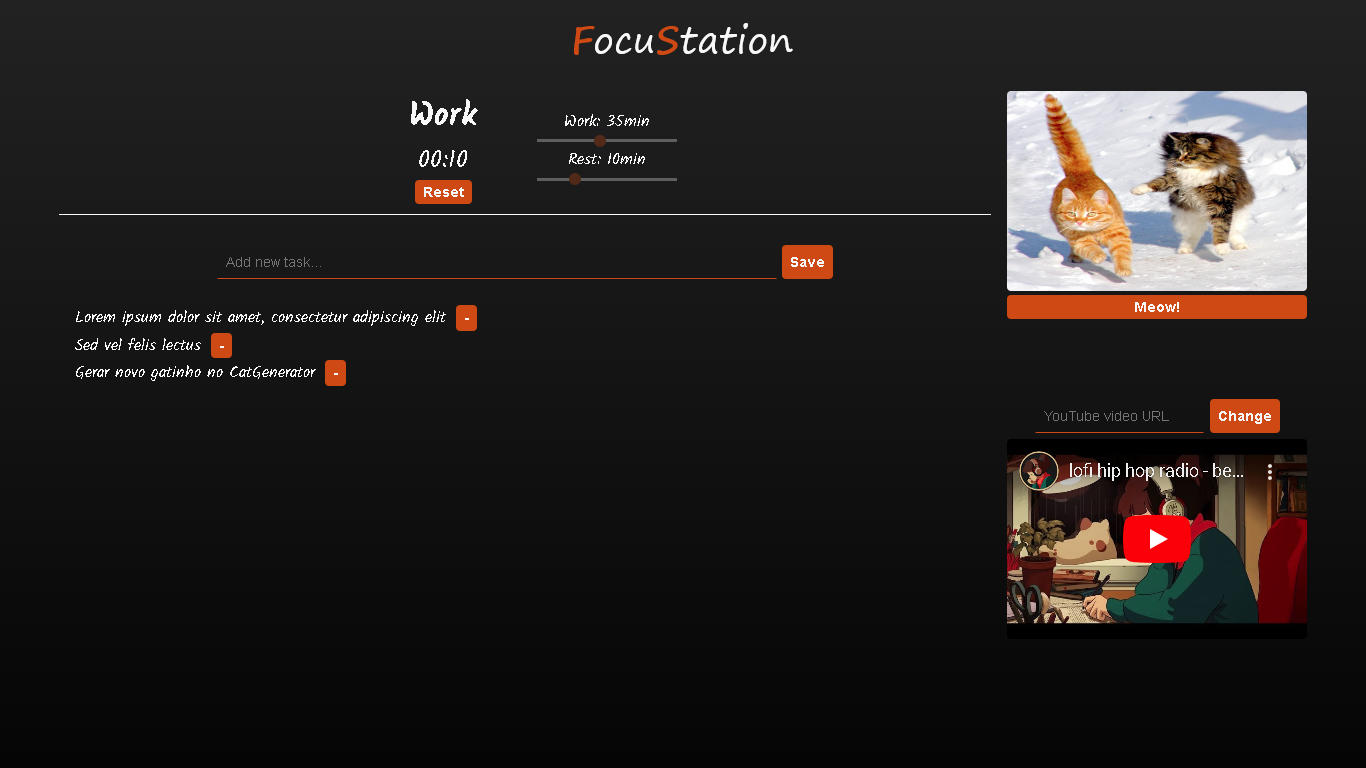 FocuStation
Work
00:10
Reset
Work: 35min
Rest: 10min
Add new task...
Save
Lorem ipsum dolor sit amet, consectetur adipiscing elit -
Sed vel felis lectus -
Gerar novo gatinho no CatGenerator -
Meow!
YouTube video URL
Change
lofi hip hop radio - be...